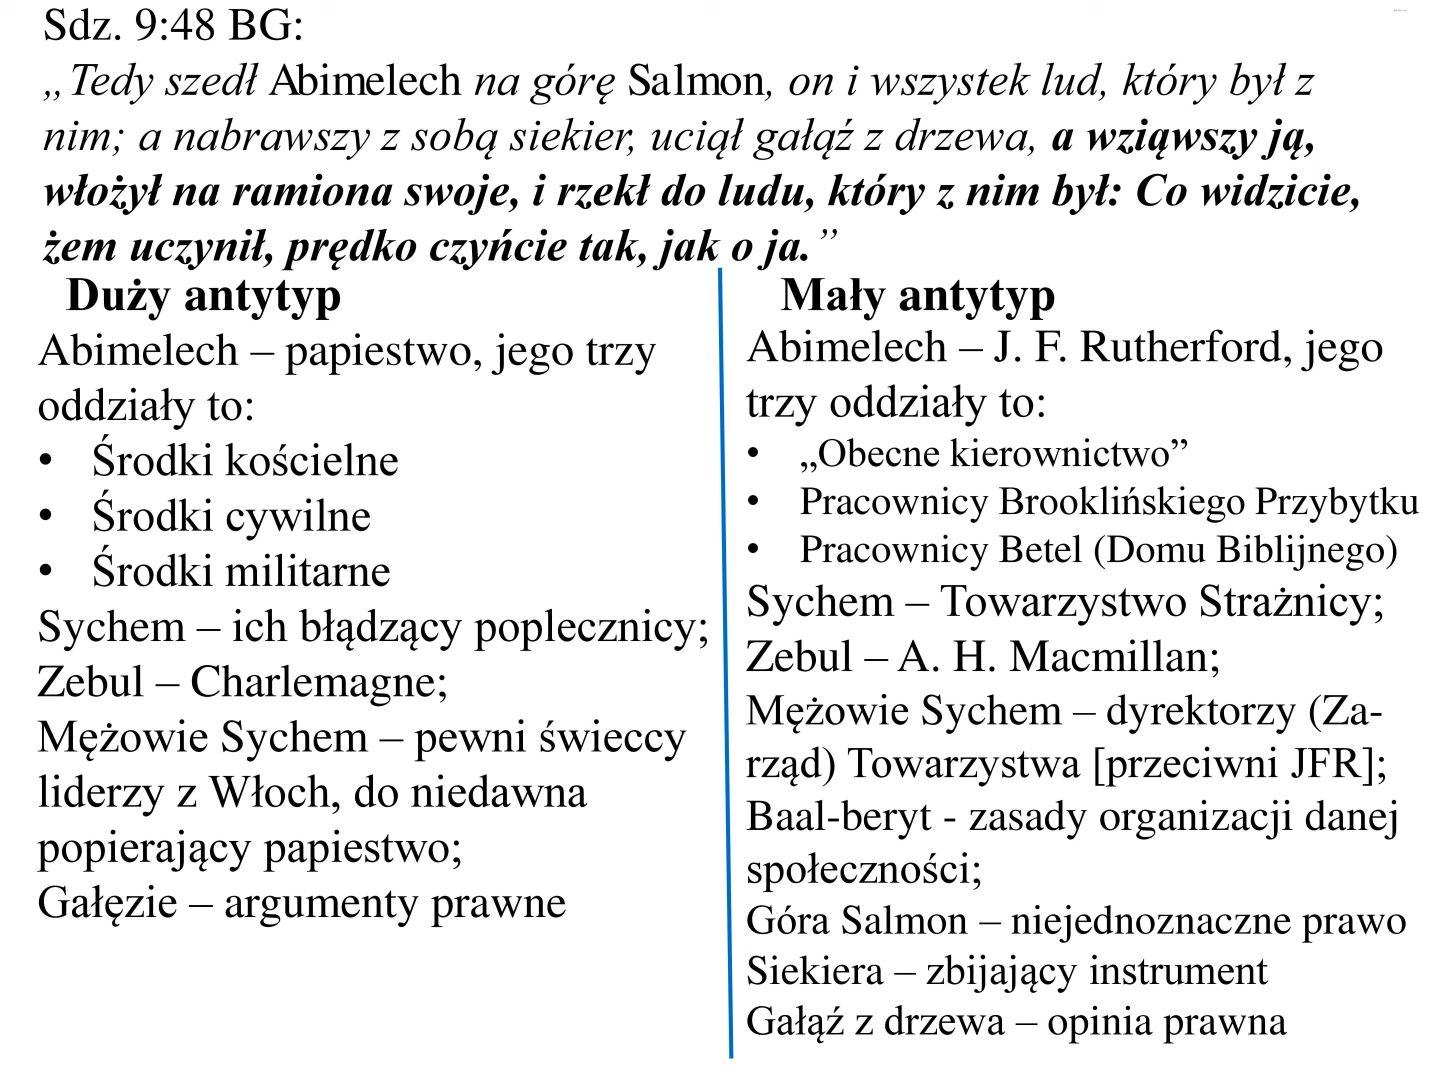 Sdz. 9:48 BG:
„Tedy szedł Abimelech na górę Salmon, on i wszystek lud, który był z
nim; a nabrawszy z sobą siekier, uciął gałąź z drzewa, a wziąwszy ją,
włożył na ramiona swoje, i rzekł do ludu, który z nim był: Co widzicie,
żem uczynił, prędko czyńcie tak, jak o ja.”
Duży antytyp
Abimelech – papiestwo, jego trzy
oddziały to:
• Środki kościelne
• Środki cywilne
• Środki militarne
Sychem – ich błądzący poplecznicy;
Zebul – Charlemagne;
Mężowie Sychem – pewni świeccy
liderzy z Włoch, do niedawna
popierający papiestwo;
Gałęzie – argumenty prawne
Mały antytyp
Abimelech – J. F. Rutherford, jego
trzy oddziały to:
• „Obecne kierownictwo”
• Pracownicy Brooklińskiego Przybytku
• Pracownicy Betel (Domu Biblijnego)
Sychem – Towarzystwo Strażnicy;
Zebul – A. H. Macmillan;
Mężowie Sychem – dyrektorzy (Za-
rząd) Towarzystwa [przeciwni JFR];
Baal-beryt - zasady organizacji danej
społeczności;
Góra Salmon – niejednoznaczne prawo
Siekiera – zbijający instrument
Gałąź z drzewa – opinia prawna